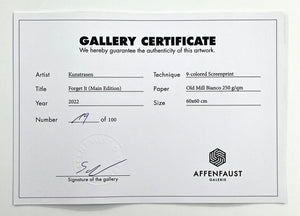 GALLERY CERTIFICATE
We hereby guarantee the authenticity of this artwork.
Artist Kunstrasen Technique 9-colored Screenprint
Title Forget It (Main Edition) Paper Old Mill Bianco 250 g/qm
Year 2022 Size 60x60 cm
Number 19 of 100
Signature of the gallery
AFFENFAUST
GALERIE